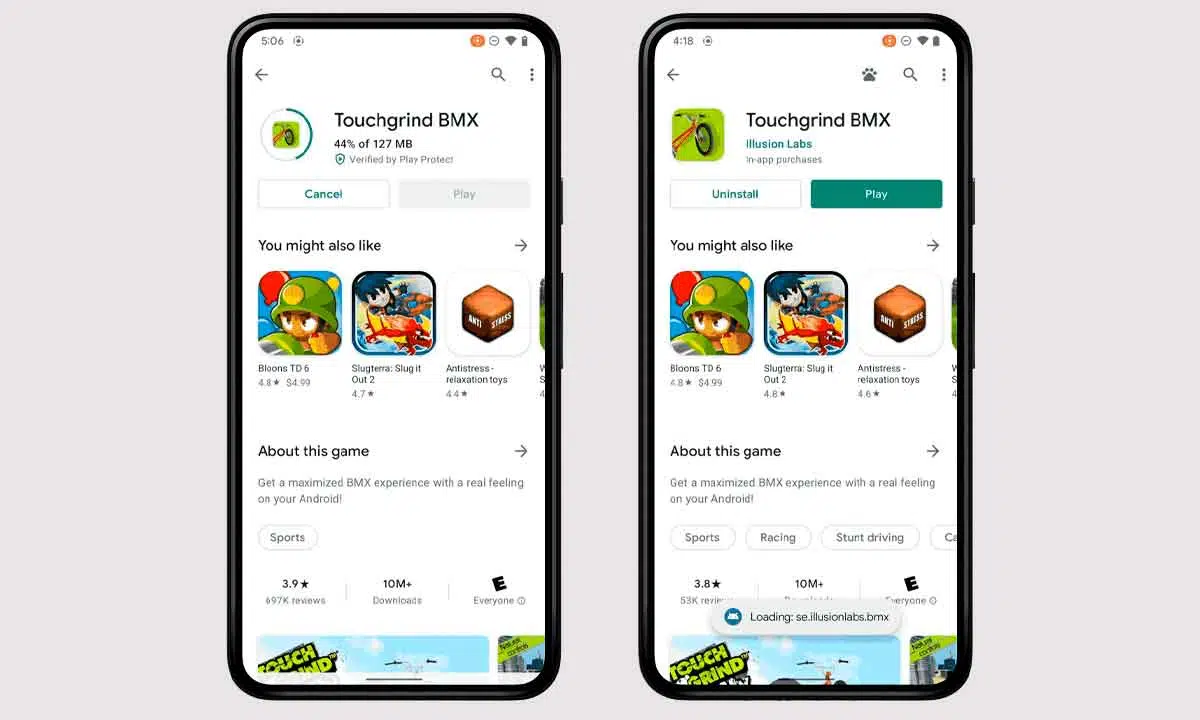 5:06
Touchgrind BMX
44% of 127 MB
Verified by Play Protect
Cancel
Play
You might also like
ANTI STRESS
Bloons TD 6
4.8★ $4.99
Slugterra: Slug it
Out 2
4.7★
Antistress -
relaxation toys
4.4★
About this game
Get a maximized BMX experience with a real feeling
on your Android!
Sports
3.9★
697K reviews
10M+
Downloads
E
Everyone
TOUCH
GRIND
Natural
controls
4:18
Touchgrind BMX
Illusion Labs
In-app purchases
Uninstall
Play
You might also like
ANTI STRESS
Bloons TD 6
4.8★ $4.99
Slugterra: Slug it
Out 2
4.8★
Antistress -
relaxation toys
4.6★
About this game
Get a maximized BMX experience with a real feeling
on your Android!
Sports
Racing
Stunt driving
Ca
3.8★
53K
10M+
E
Everyone
Loading: se.illusionlabs.bmx
TOUCH
GRIND
controls